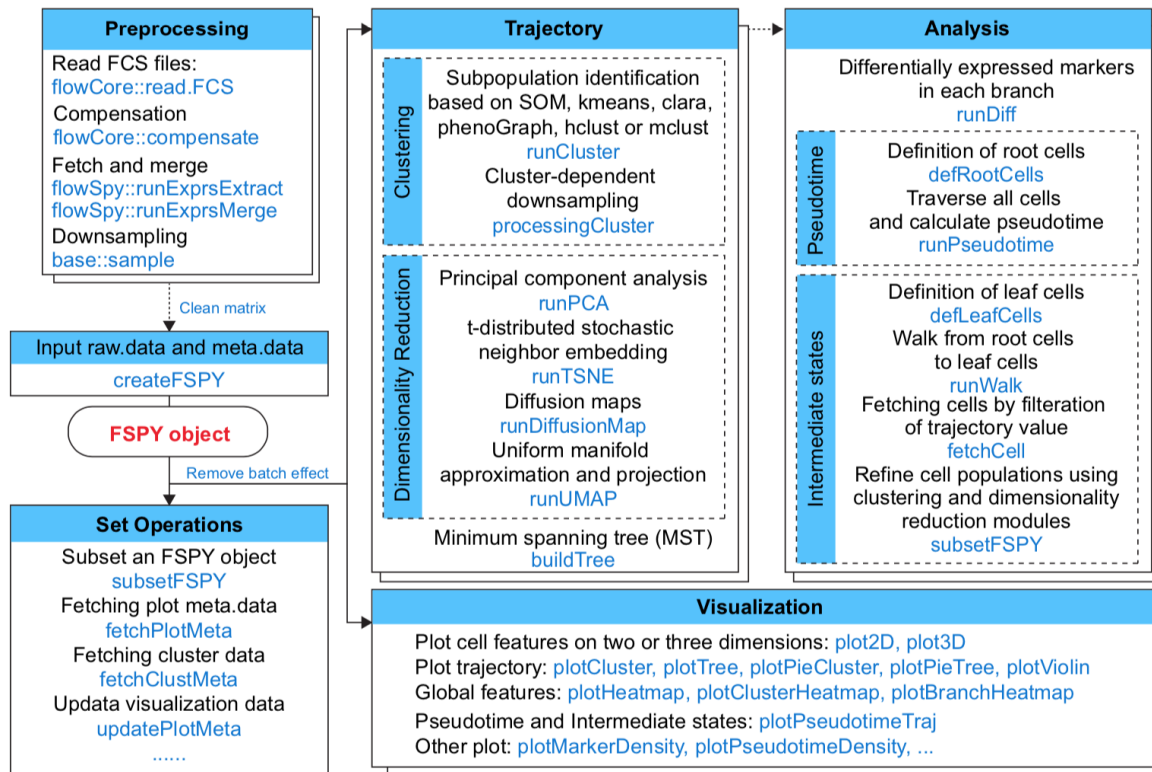 Preprocessing
Read FCS files:
flowCore::read.FCS
Compensation
flowCore::compensate
Fetch and merge
flowSpy::runExprsExtract
flowSpy::runExprsMerge
Downsampling
base::sample
Clean matrix
Input raw.data and meta.data
createFSPY
FSPY object
Remove batch effect
Set Operations
Subset an FSPY object
subsetFSPY
Fetching plot meta.data
fetchPlotMeta
Fetching cluster data
fetchClustMeta
Updata visualization data
updatePlotMeta
......
Trajectory
Clustering
Subpopulation identification
based on SOM, kmeans, clara,
phenoGraph, hclust or mclust
runCluster
Cluster-dependent
downsampling
processingCluster
Dimensionality Reduction
Principal component analysis
runPCA
t-distributed stochastic
neighbor embedding
runTSNE
Diffusion maps
runDiffusionMap
Uniform manifold
approximation and projection
runUMAP
Minimum spanning tree (MST)
buildTree
Analysis
Differentially expressed markers
in each branch
runDiff
Pseudotime
Definition of root cells
defRootCells
Traverse all cells
and calculate pseudotime
runPseudotime
Intermediate states
Definition of leaf cells
defLeafCells
Walk from root cells
to leaf cells
runWalk
Fetching cells by filteration
of trajectory value
fetchCell
Refine cell populations using
clustering and dimensionality
reduction modules
subsetFSPY
Visualization
Plot cell features on two or three dimensions: plot2D, plot3D
Plot trajectory: plotCluster, plotTree, plotPieCluster, plotPieTree, plotViolin
Global features: plotHeatmap, plotClusterHeatmap, plotBranchHeatmap
Pseudotime and Intermediate states: plotPseudotimeTraj
Other plot: plotMarkerDensity, plotPseudotimeDensity, ...